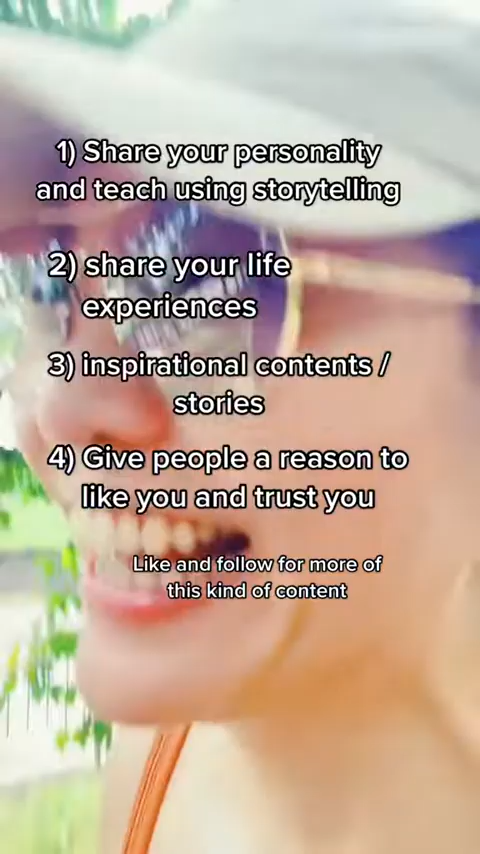 1) Share your personality
and teach using storytelling
2) share your life
experiences
3) inspirational contents /
stories
4) Give people a reason to
like you and trust you
Like and follow for more of
this kind of content